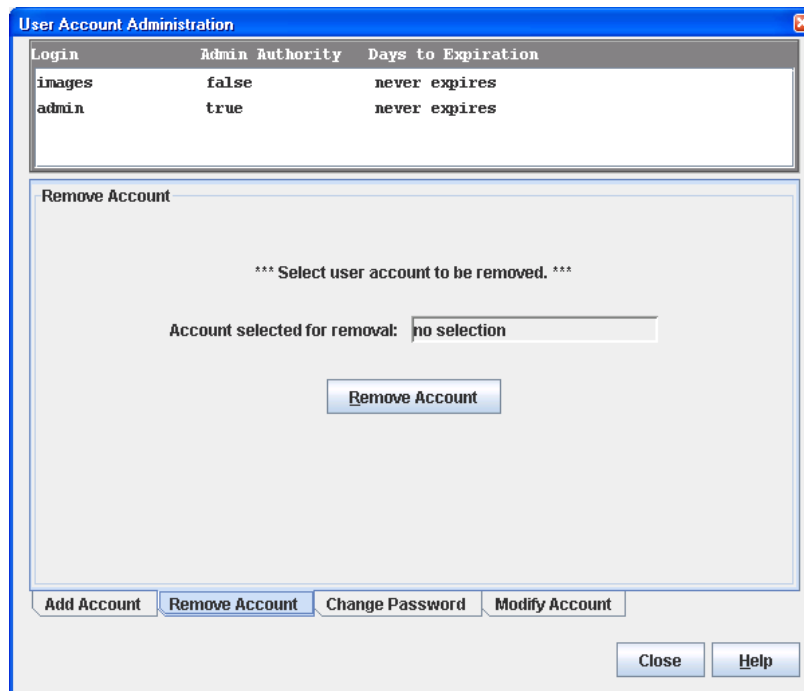 User Account Administration
Login Admin Authority Days to Expiration
images false never expires
admin true never expires
Remove Account
*** Select user account to be removed. ***
Account selected for removal: no selection
Remove Account
Add Account Remove Account Change Password Modify Account
Close Help